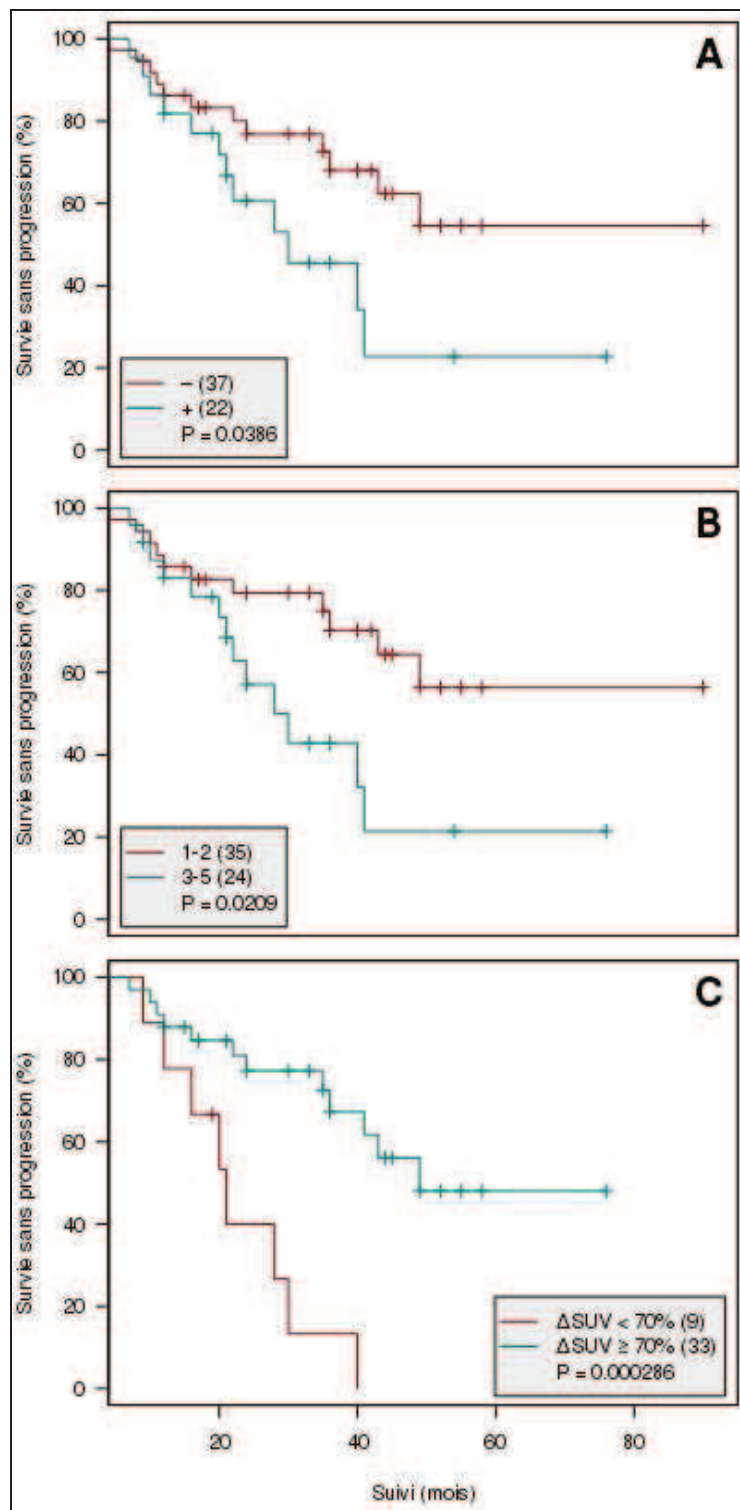 A
Survie sans progression (%)
100
80
60
40
20
0
– (37)
+ (22)
P = 0.0386
B
Survie sans progression (%)
100
80
60
40
20
0
1-2 (35)
3-5 (24)
P = 0.0209
C
Survie sans progression (%)
100
80
60
40
20
0
ΔSUV < 70% (9)
ΔSUV ≥ 70% (33)
P = 0.000286
20 40 60 80
Suivi (mois)